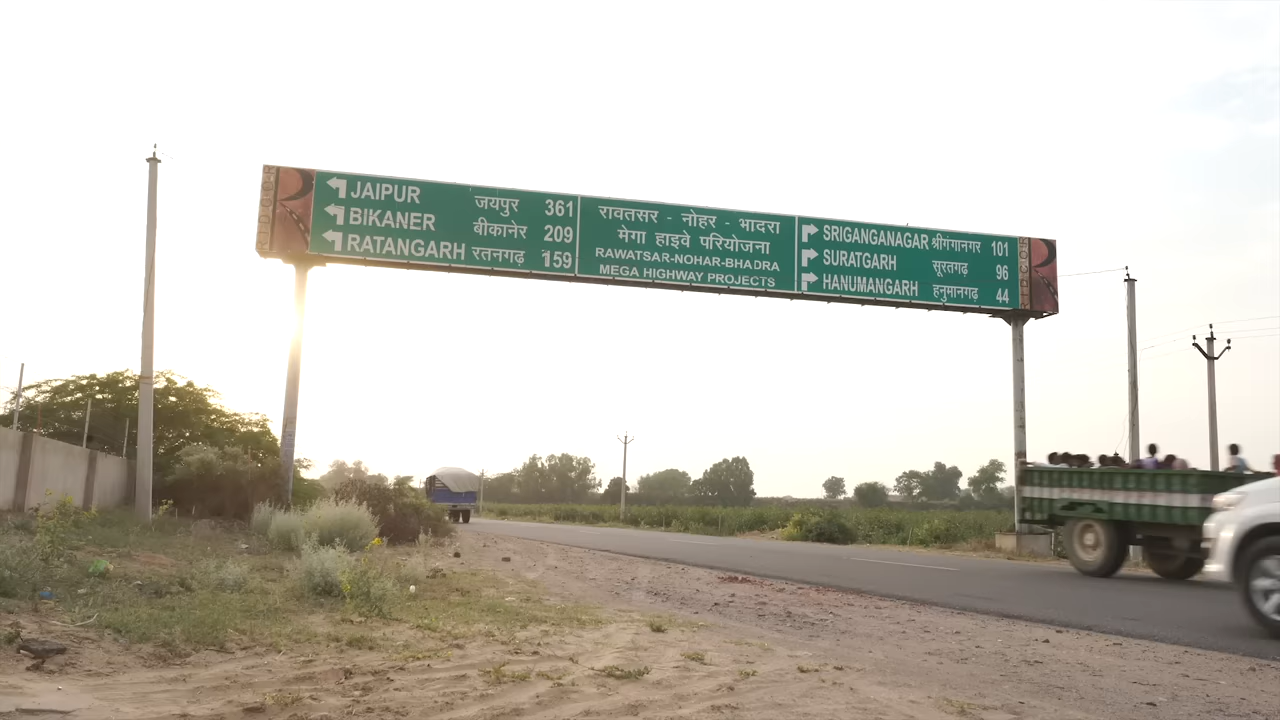 JAIPUR जयपुर 361
BIKANER बीकानेर 209
RATANGARH रतनगढ़ 159
रावतसर - नोहर - भादरा
मेगा हाइवे परियोजना
RAWATSAR-NOHAR-BHADRA
MEGA HIGHWAY PROJECTS
SRIGANGANAGAR श्रीगंगानगर 101
SURATGARH सूरतगढ़ 96
HANUMANGARH हनुमानगढ़ 44